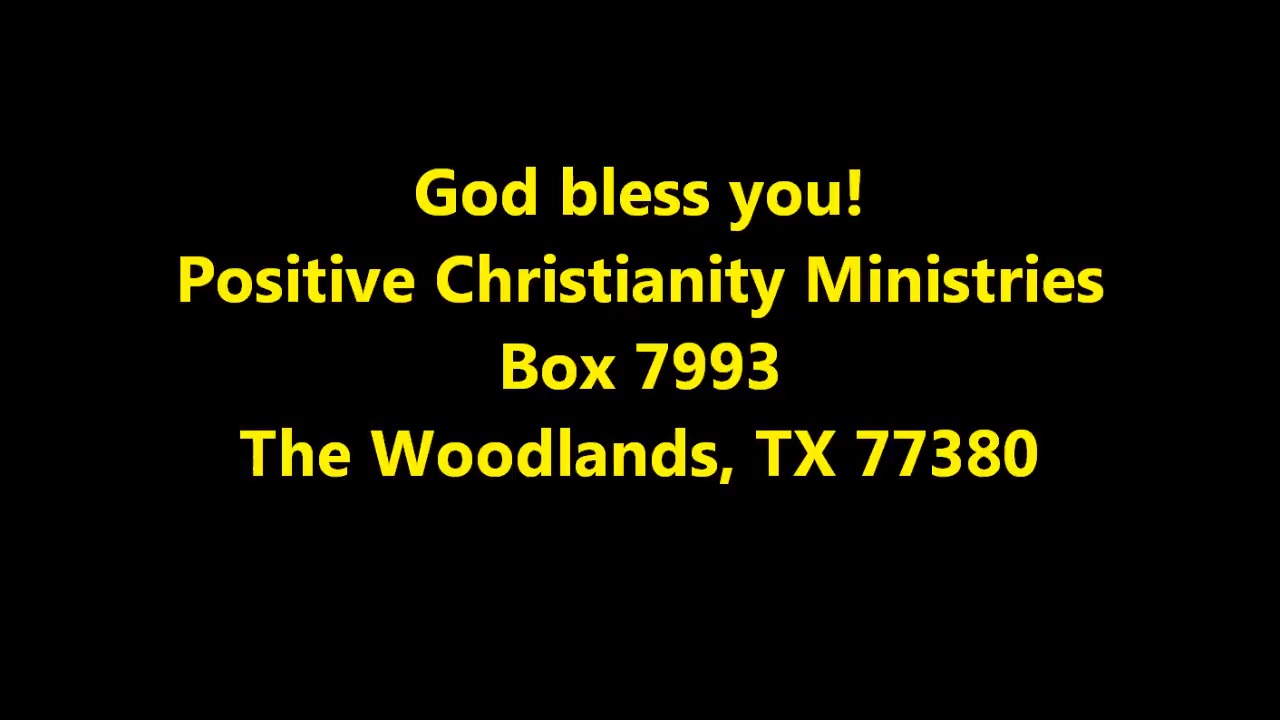 God bless you!
Positive Christianity Ministries
Box 7993
The Woodlands, TX 77380